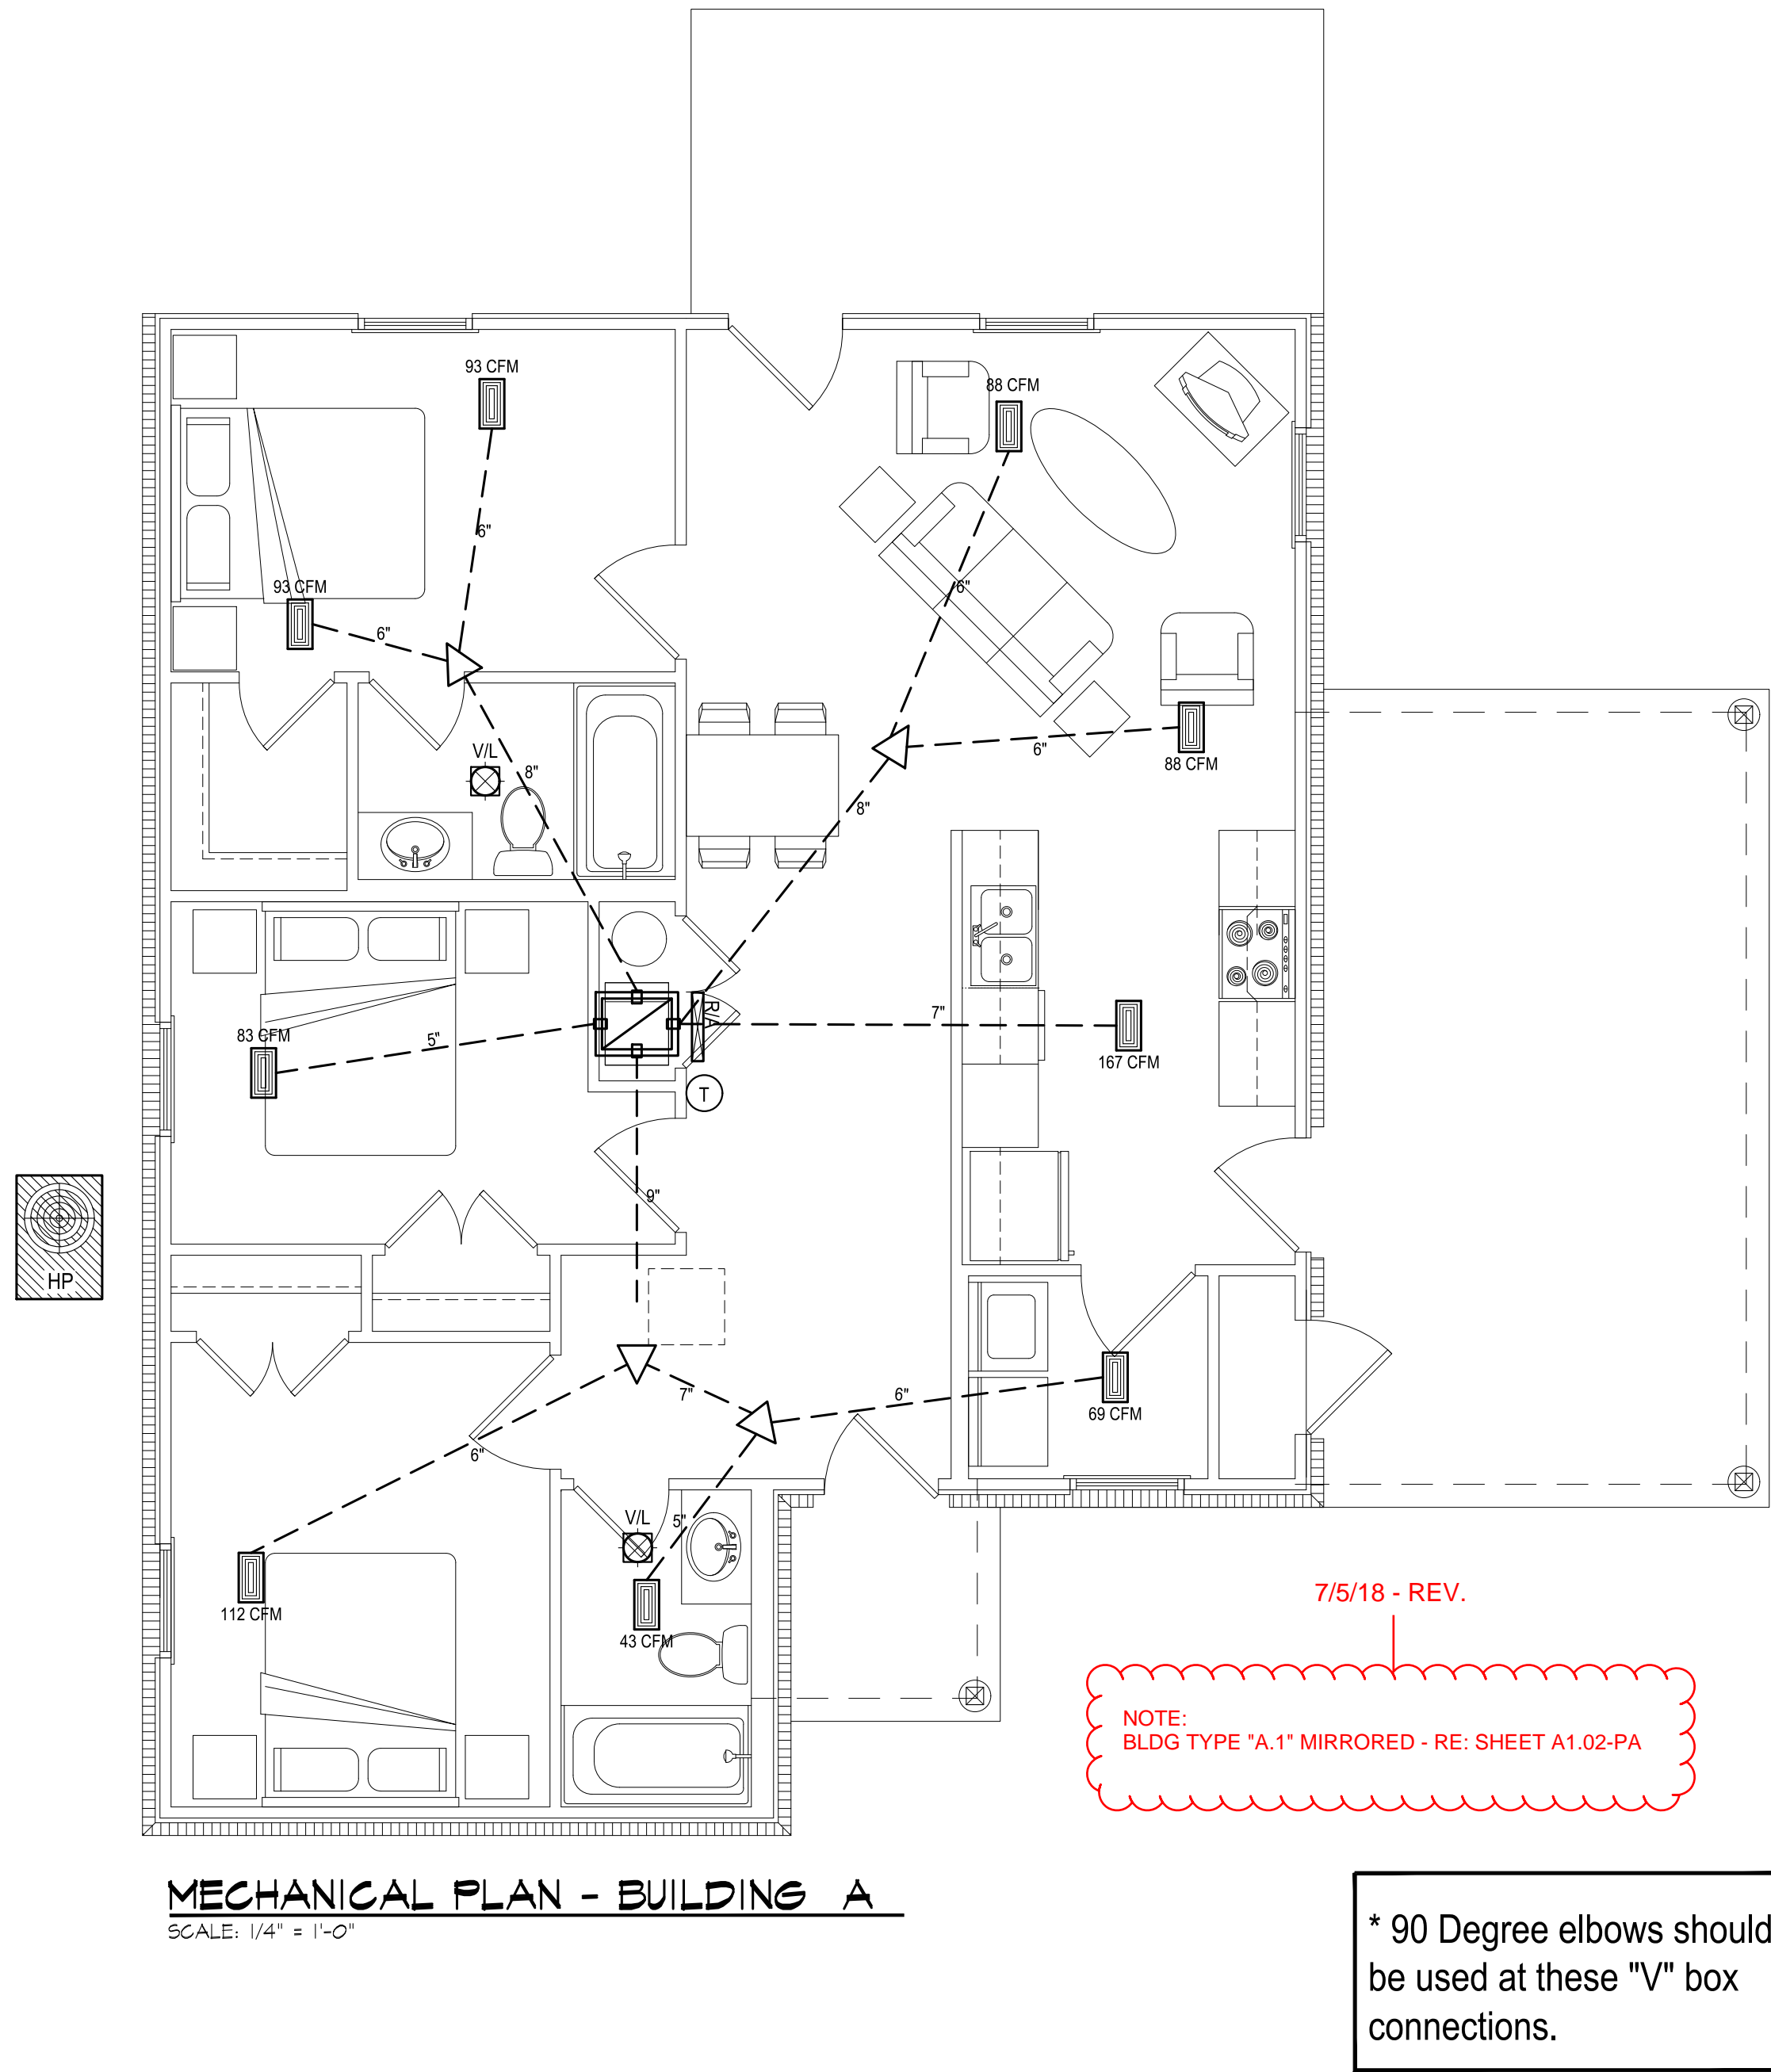 93 CFM
88 CFM
6"
6"
93 CFM
6"
6"
88 CFM
V/L
8"
8"
R/A
7"
83 CFM
5"
167 CFM
T
9"
HP
7"
6"
69 CFM
6"
V/L
5"
112 CFM
43 CFM
7/5/18 - REV.
NOTE:
BLDG TYPE "A.1" MIRRORED - RE: SHEET A1.02-PA
MECHANICAL PLAN - BUILDING A
SCALE: 1/4" = 1'-0"
* 90 Degree elbows should
be used at these "V" box
connections.